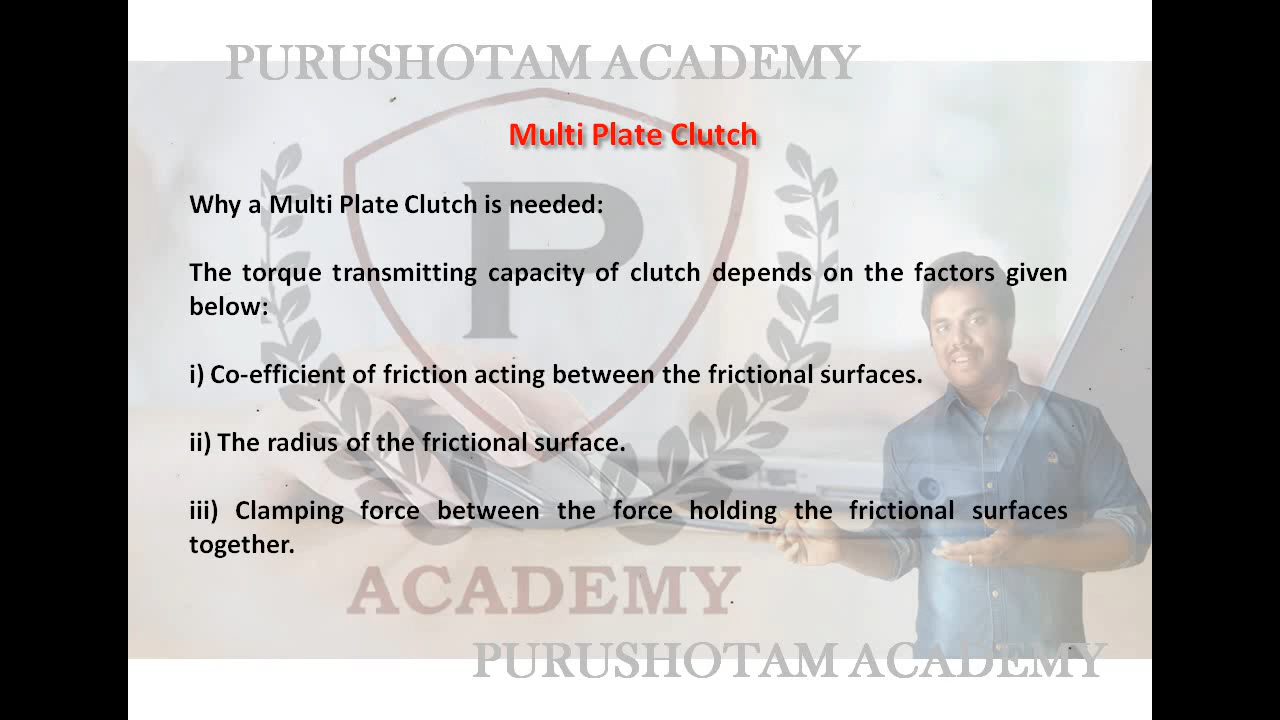 PURUSHOTAM ACADEMY
Multi Plate Clutch
P
Why a Multi Plate Clutch is needed:
The torque transmitting capacity of clutch depends on the factors given
below:
i) Co-efficient of friction acting between the frictional surfaces.
ii) The radius of the frictional surface.
iii) Clamping force between the force holding the frictional surfaces
together.
ACADEMY
PURUSHOTAM ACADEMY